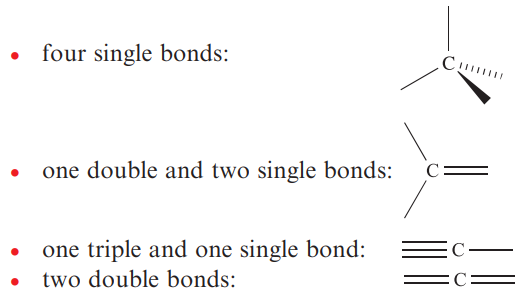 • four single bonds:
C
• one double and two single bonds:
C
• one triple and one single bond:
C
• two double bonds:
C